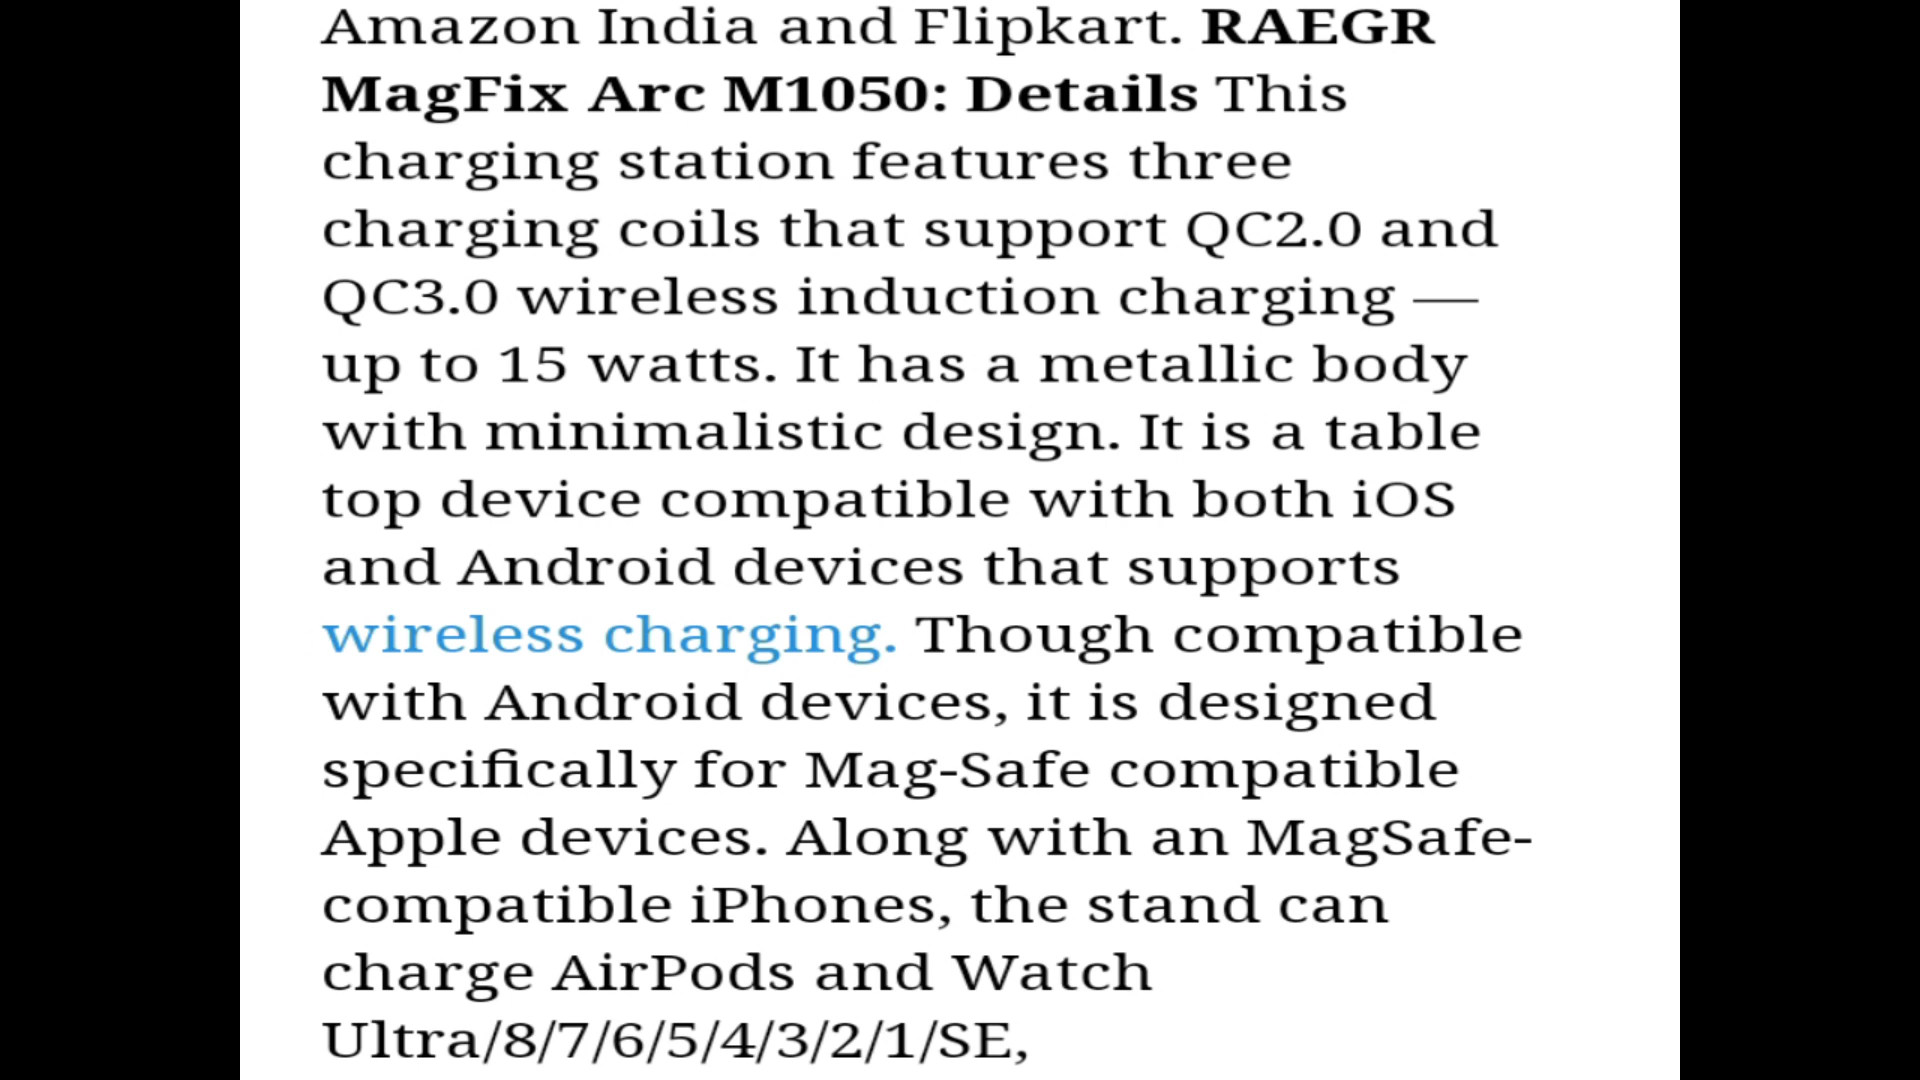 Amazon India and Flipkart. RAEGR
MagFix Arc M1050: Details This
charging station features three
charging coils that support QC2.0 and
QC3.0 wireless induction charging —
up to 15 watts. It has a metallic body
with minimalistic design. It is a table
top device compatible with both iOS
and Android devices that supports
wireless charging. Though compatible
with Android devices, it is designed
specifically for Mag-Safe compatible
Apple devices. Along with an MagSafe-
compatible iPhones, the stand can
charge AirPods and Watch
Ultra/8/7/6/5/4/3/2/1/SE,